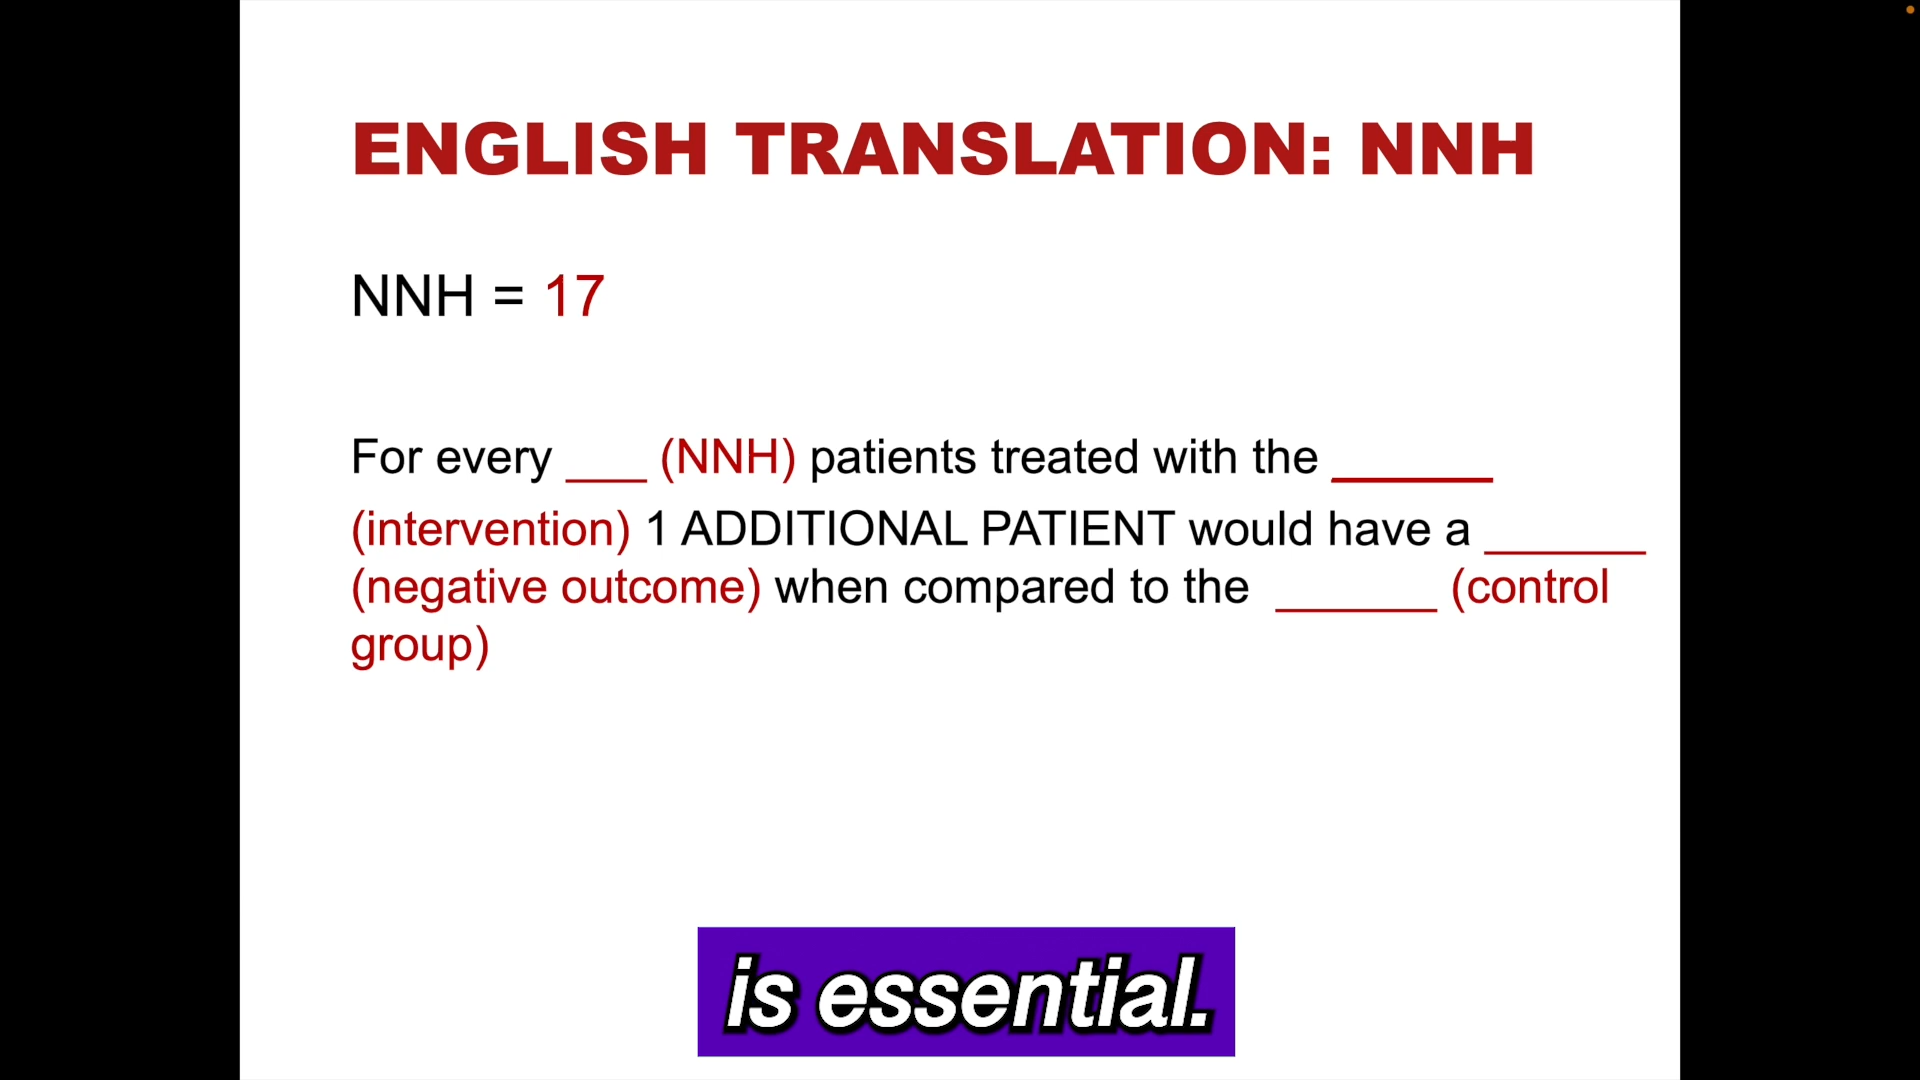 ENGLISH TRANSLATION: NNH
NNH = 17
For every ___ (NNH) patients treated with the ______
(intervention) 1 ADDITIONAL PATIENT would have a ______
(negative outcome) when compared to the ______ (control
group)
is essential.